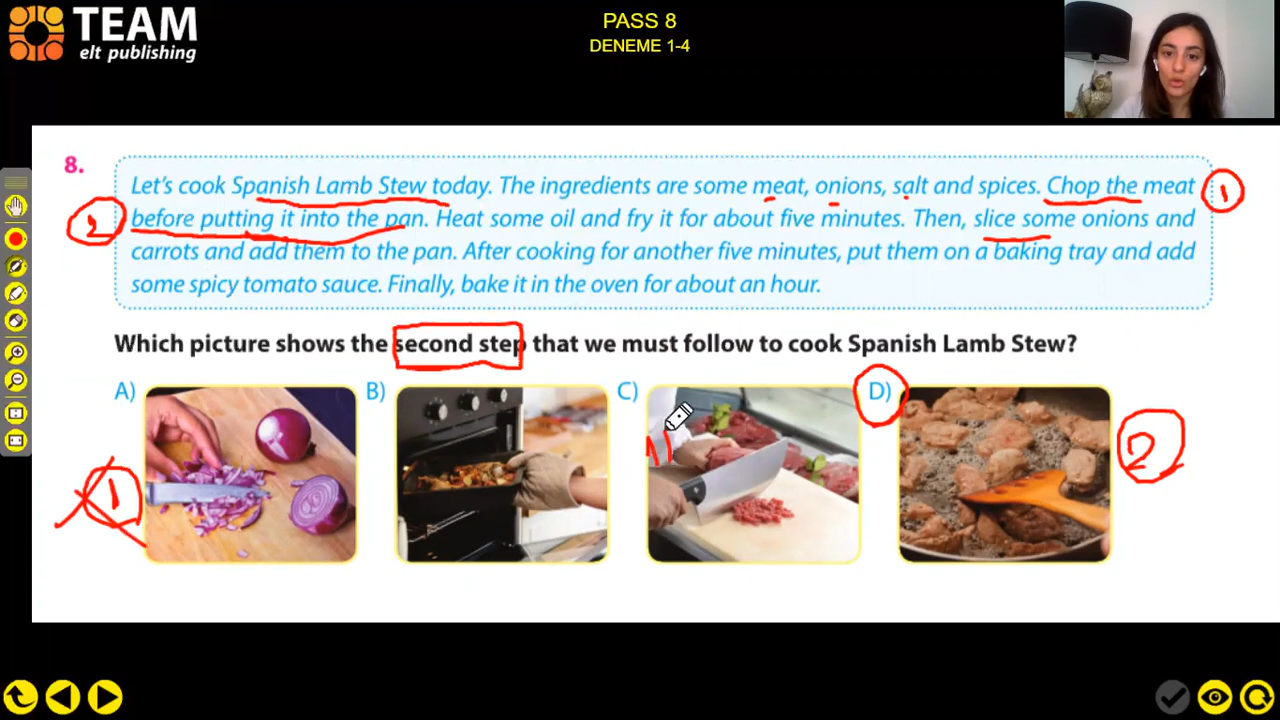 TEAM
elt publishing
PASS 8
DENEME 1-4
8.
Let's cook Spanish Lamb Stew today. The ingredients are some meat, onions, salt and spices. Chop the meat
before putting it into the pan. Heat some oil and fry it for about five minutes. Then, slice some onions and
carrots and add them to the pan. After cooking for another five minutes, put them on a baking tray and add
some spicy tomato sauce. Finally, bake it in the oven for about an hour.
1
2
Which picture shows the second step that we must follow to cook Spanish Lamb Stew?
A)
B)
C)
D)
1
1
2